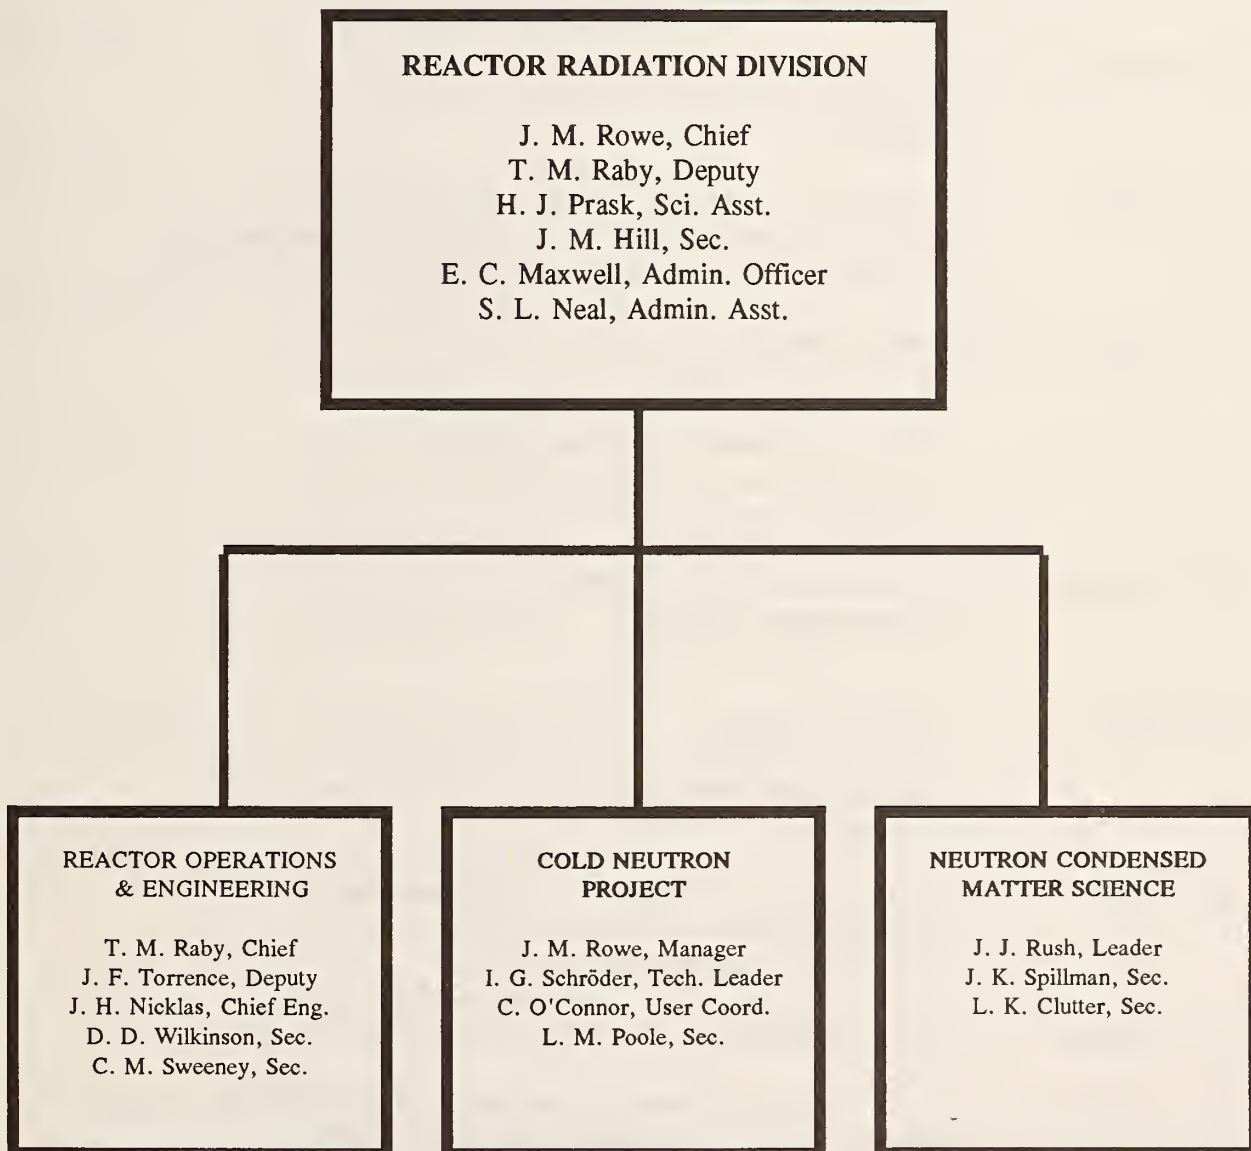 REACTOR RADIATION DIVISION
J. M. Rowe, Chief
T. M. Raby, Deputy
H. J. Prask, Sci. Asst.
J. M. Hill, Sec.
E. C. Maxwell, Admin. Officer
S. L. Neal, Admin. Asst.
REACTOR OPERATIONS
& ENGINEERING
T. M. Raby, Chief
J. F. Torrence, Deputy
J. H. Nicklas, Chief Eng.
D. D. Wilkinson, Sec.
C. M. Sweeney, Sec.
COLD NEUTRON
PROJECT
J. M. Rowe, Manager
I. G. Schröder, Tech. Leader
C. O'Connor, User Coord.
L. M. Poole, Sec.
NEUTRON CONDENSED
MATTER SCIENCE
J. J. Rush, Leader
J. K. Spillman, Sec.
L. K. Clutter, Sec.